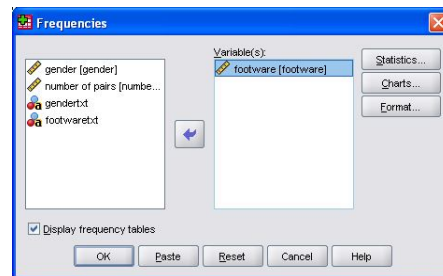 Frequencies
Variable(s):
gender [gender]
number of pairs [numbe...
gendertxt
footwaretxt
footware [footware]
Statistics...
Charts...
Format...
Display frequency tables
OK Paste Reset Cancel Help